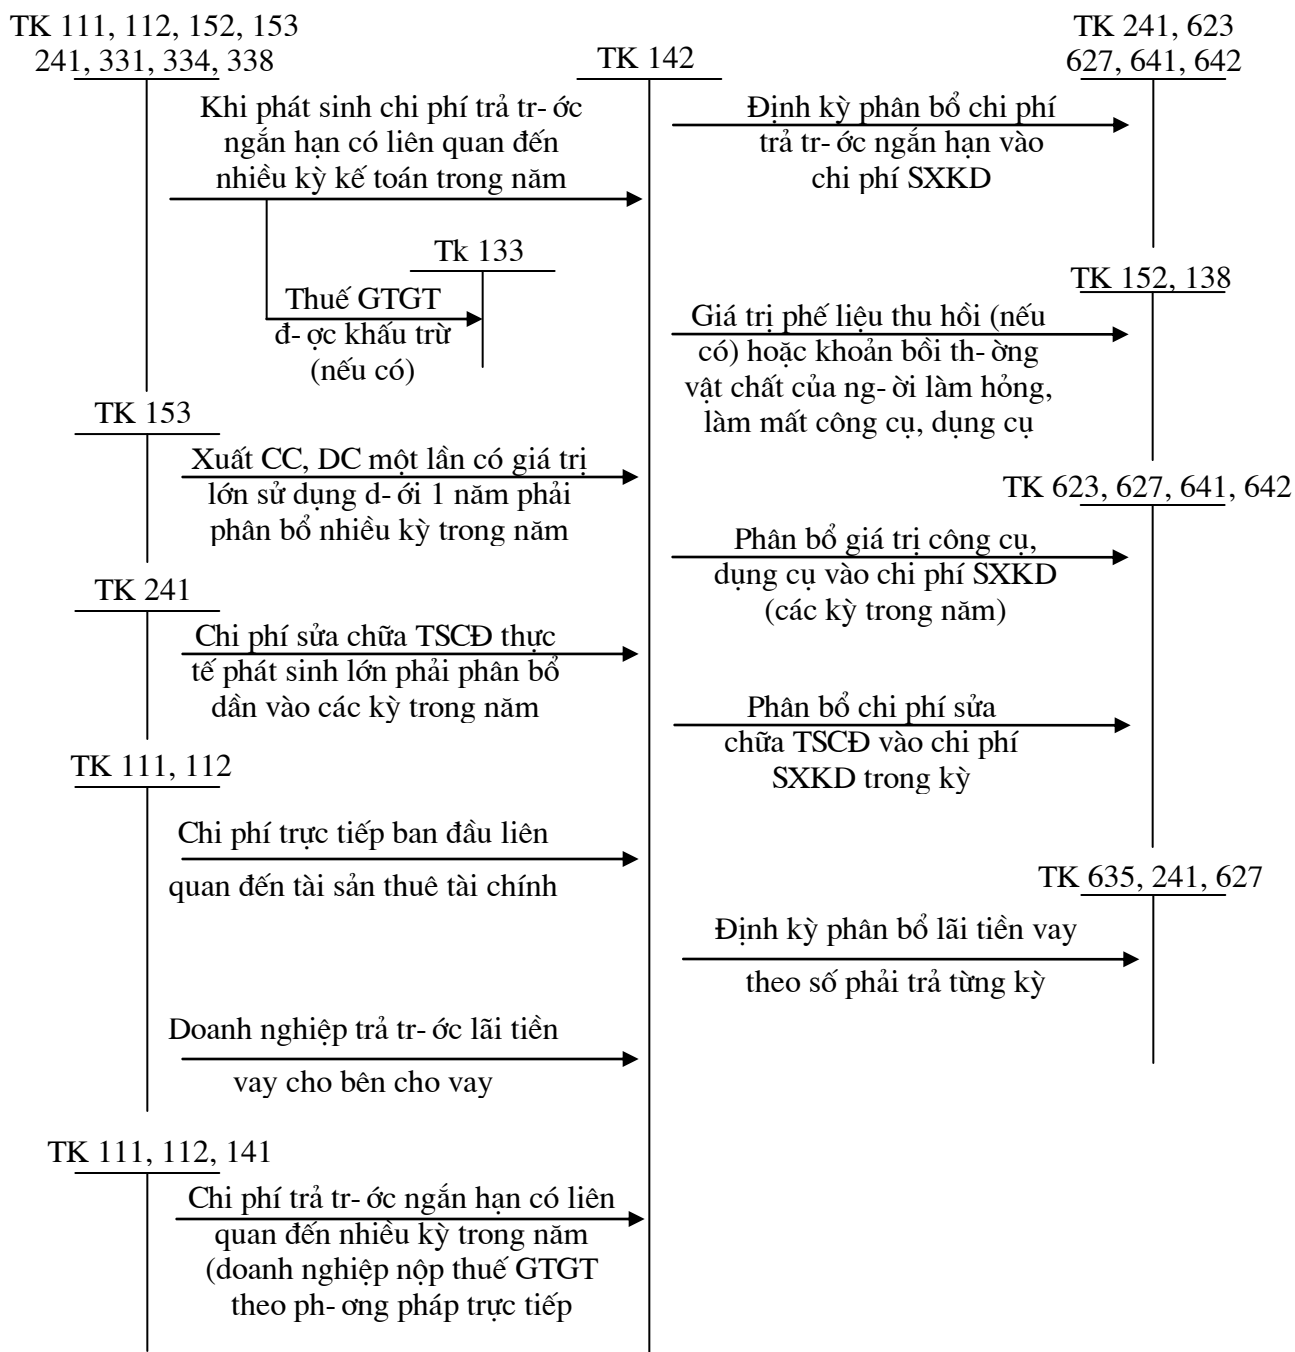 TK 111, 112, 152, 153
241, 331, 334, 338
TK 142
TK 241, 623
627, 641, 642
Khi phát sinh chi phí trả tr- ớc
ngắn hạn có liên quan đến
nhiều kỳ kế toán trong năm
Định kỳ phân bổ chi phí
trả tr- ớc ngắn hạn vào
chi phí SXKD
Tk 133
Thuế GTGT
đ- ợc khấu trừ
(nếu có)
TK 152, 138
Giá trị phế liệu thu hồi (nếu
có) hoặc khoản bồi th- ờng
vật chất của ng- ời làm hỏng,
làm mất công cụ, dụng cụ
TK 153
Xuất CC, DC một lần có giá trị
lớn sử dụng d- ới 1 năm phải
phân bổ nhiều kỳ trong năm
TK 623, 627, 641, 642
Phân bổ giá trị công cụ,
dụng cụ vào chi phí SXKD
(các kỳ trong năm)
TK 241
Chi phí sửa chữa TSCĐ thực
tế phát sinh lớn phải phân bổ
dần vào các kỳ trong năm
Phân bổ chi phí sửa
chữa TSCĐ vào chi phí
SXKD trong kỳ
TK 111, 112
Chi phí trực tiếp ban đầu liên
quan đến tài sản thuê tài chính
TK 635, 241, 627
Định kỳ phân bổ lãi tiền vay
theo số phải trả từng kỳ
Doanh nghiệp trả tr- ớc lãi tiền
vay cho bên cho vay
TK 111, 112, 141
Chi phí trả tr- ớc ngắn hạn có liên
quan đến nhiều kỳ trong năm
(doanh nghiệp nộp thuế GTGT
theo ph- ơng pháp trực tiếp